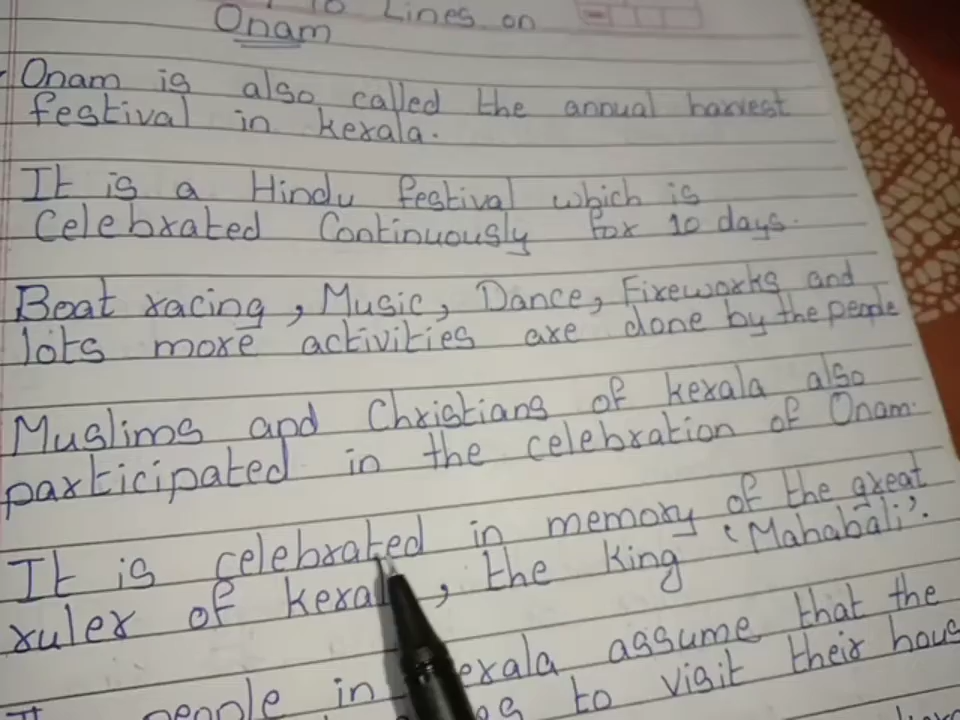 10 Lines on
Onam
Onam is also called the annual harvest
festival in kerala.
It is a Hindu festival which is
Celebrated Continuously for 10 days.
Boat racing, Music, Dance, Fireworks and
lots more activities are done by the people
Muslims and Christians of kerala also
participated in the celebration of Onam.
It is celebrated in memory of the great
ruler of kerala, the king 'Mahabali'.
people in assume that the
to visit their